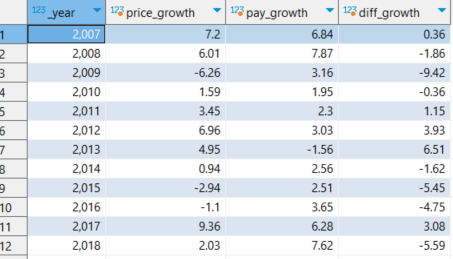 123 _year 123 price_growth 123 pay_growth 123 diff_growth
1 2,007 7.2 6.84 0.36
2 2,008 6.01 7.87 -1.86
3 2,009 -6.26 3.16 -9.42
4 2,010 1.59 1.95 -0.36
5 2,011 3.45 2.3 1.15
6 2,012 6.96 3.03 3.93
7 2,013 4.95 -1.56 6.51
8 2,014 0.94 2.56 -1.62
9 2,015 -2.94 2.51 -5.45
10 2,016 -1.1 3.65 -4.75
11 2,017 9.36 6.28 3.08
12 2,018 2.03 7.62 -5.59